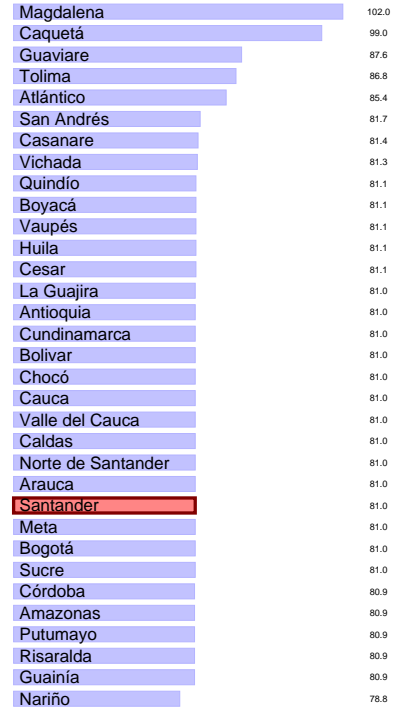 Magdalena 102.0
Caquetá 99.0
Guaviare 87.6
Tolima 86.8
Atlántico 85.4
San Andrés 81.7
Casanare 81.4
Vichada 81.3
Quindío 81.1
Boyacá 81.1
Vaupés 81.1
Huila 81.1
Cesar 81.1
La Guajira 81.0
Antioquia 81.0
Cundinamarca 81.0
Bolivar 81.0
Chocó 81.0
Cauca 81.0
Valle del Cauca 81.0
Caldas 81.0
Norte de Santander 81.0
Arauca 81.0
Santander 81.0
Meta 81.0
Bogotá 81.0
Sucre 81.0
Córdoba 80.9
Amazonas 80.9
Putumayo 80.9
Risaralda 80.9
Guainía 80.9
Nariño 78.8